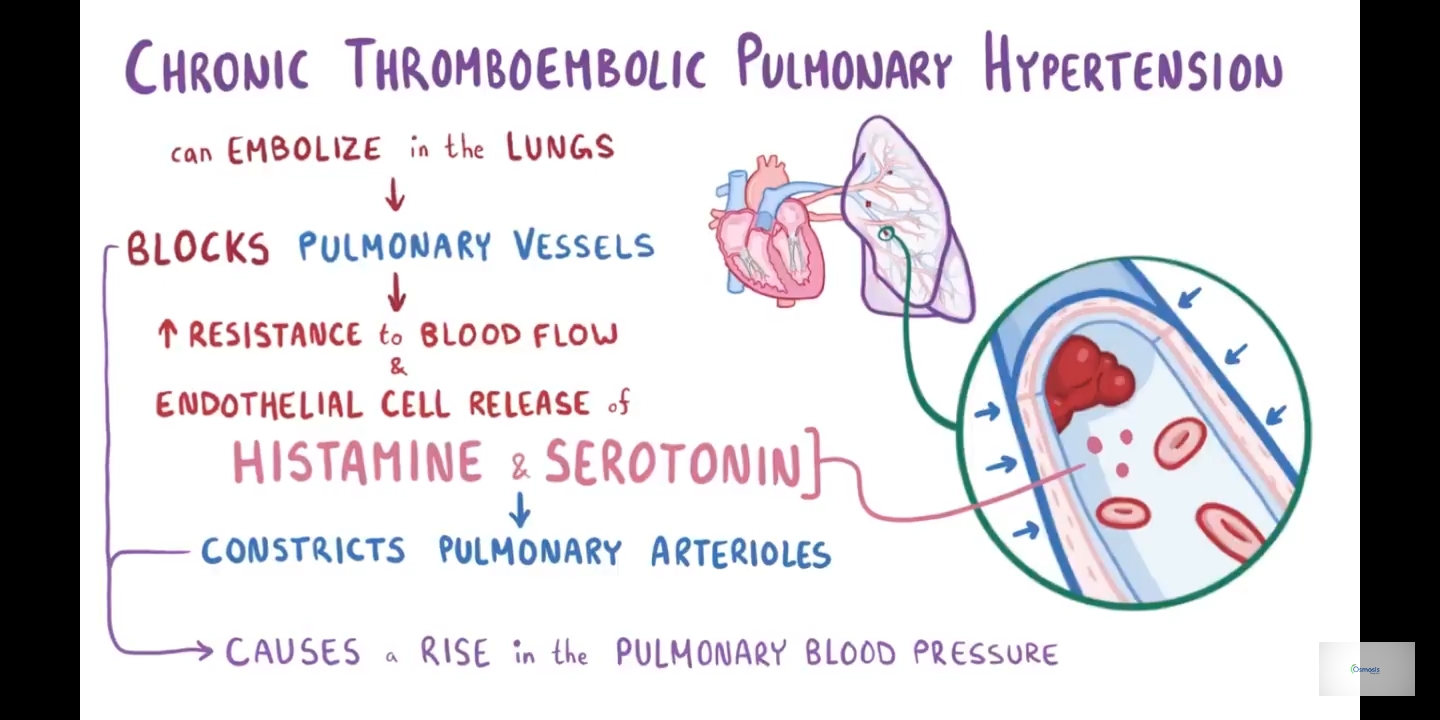 CHRONIC THROMBOEMBOLIC PULMONARY HYPERTENSION
can EMBOLIZE in the LUNGS
↓
BLOCKS PULMONARY VESSELS
↓
↑ RESISTANCE to BLOOD FLOW
&
ENDOTHELIAL CELL RELEASE of
HISTAMINE & SEROTONIN]
↓
CONSTRICTS PULMONARY ARTERIOLES
→ CAUSES a RISE in the PULMONARY BLOOD PRESSURE
Osmosis